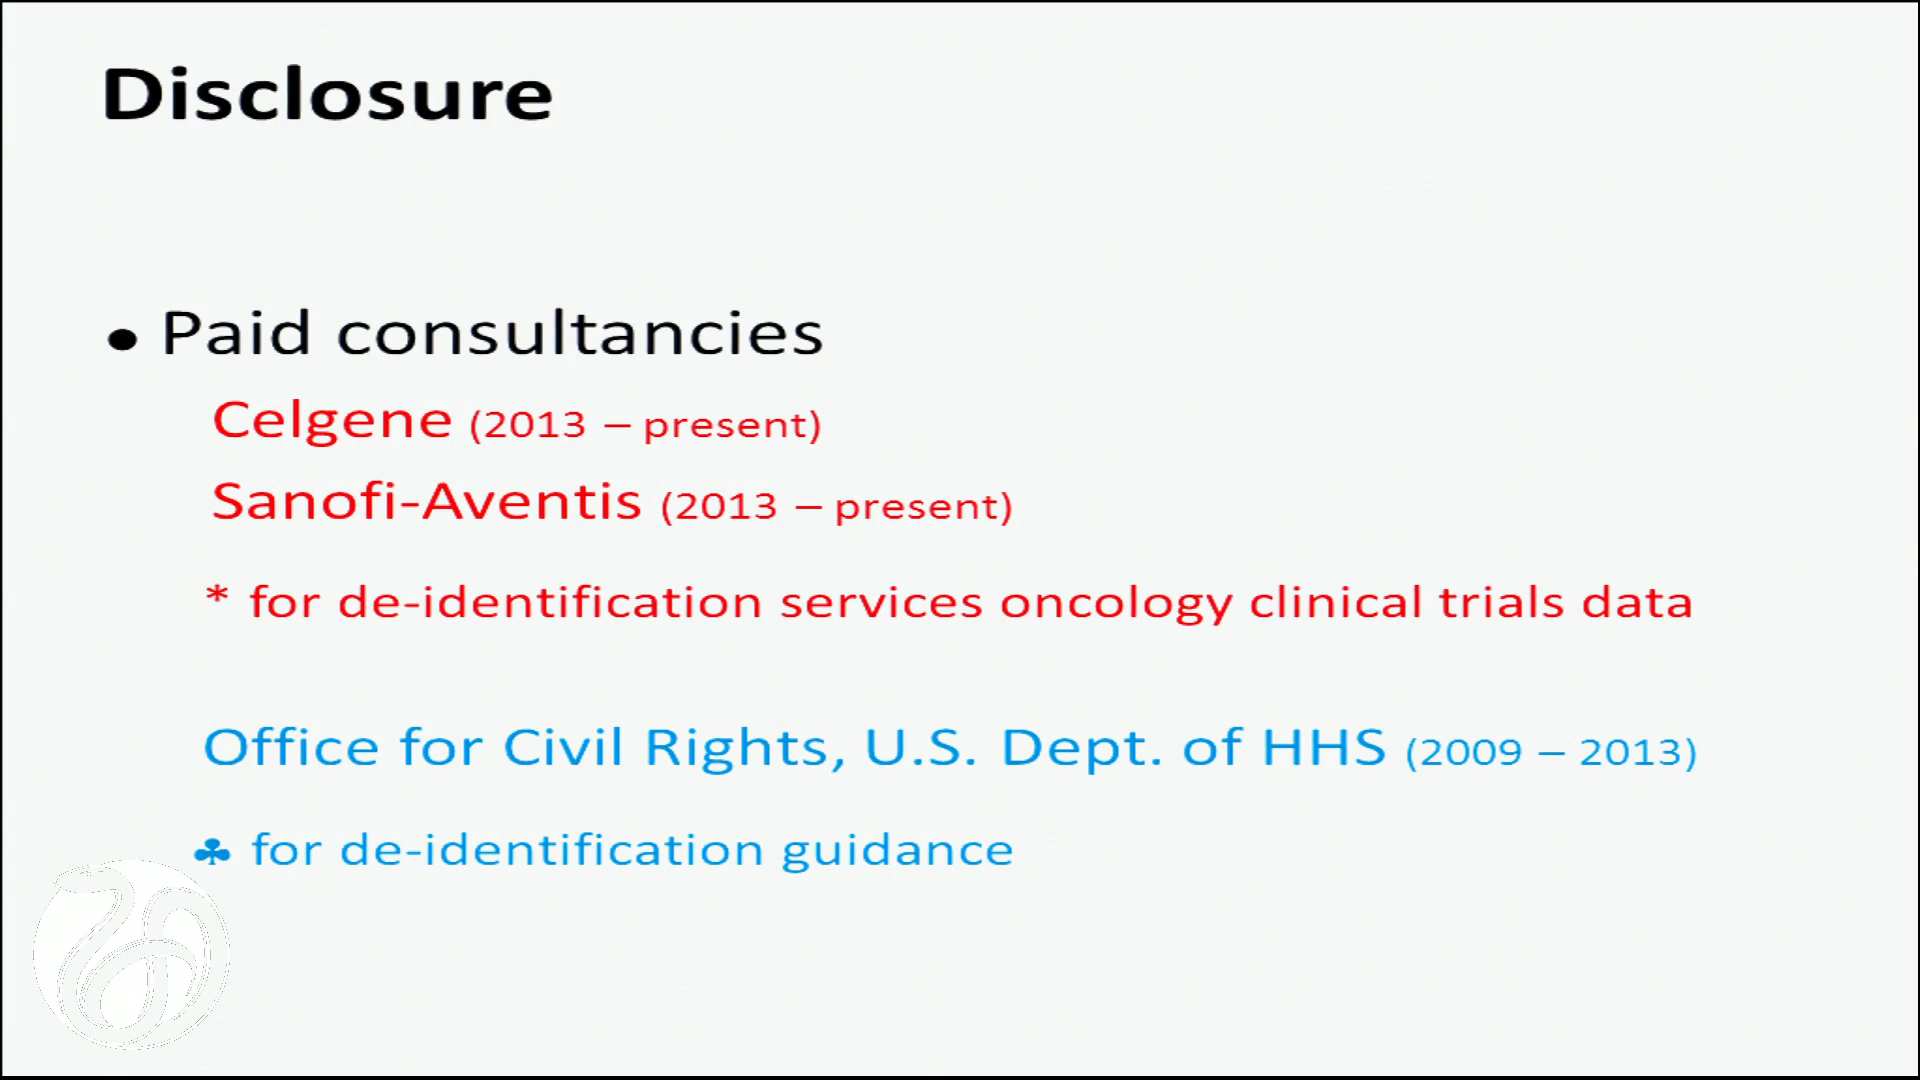 Disclosure
• Paid consultancies
Celgene (2013 – present)
Sanofi-Aventis (2013 – present)
* for de-identification services oncology clinical trials data
Office for Civil Rights, U.S. Dept. of HHS (2009 – 2013)
♣ for de-identification guidance